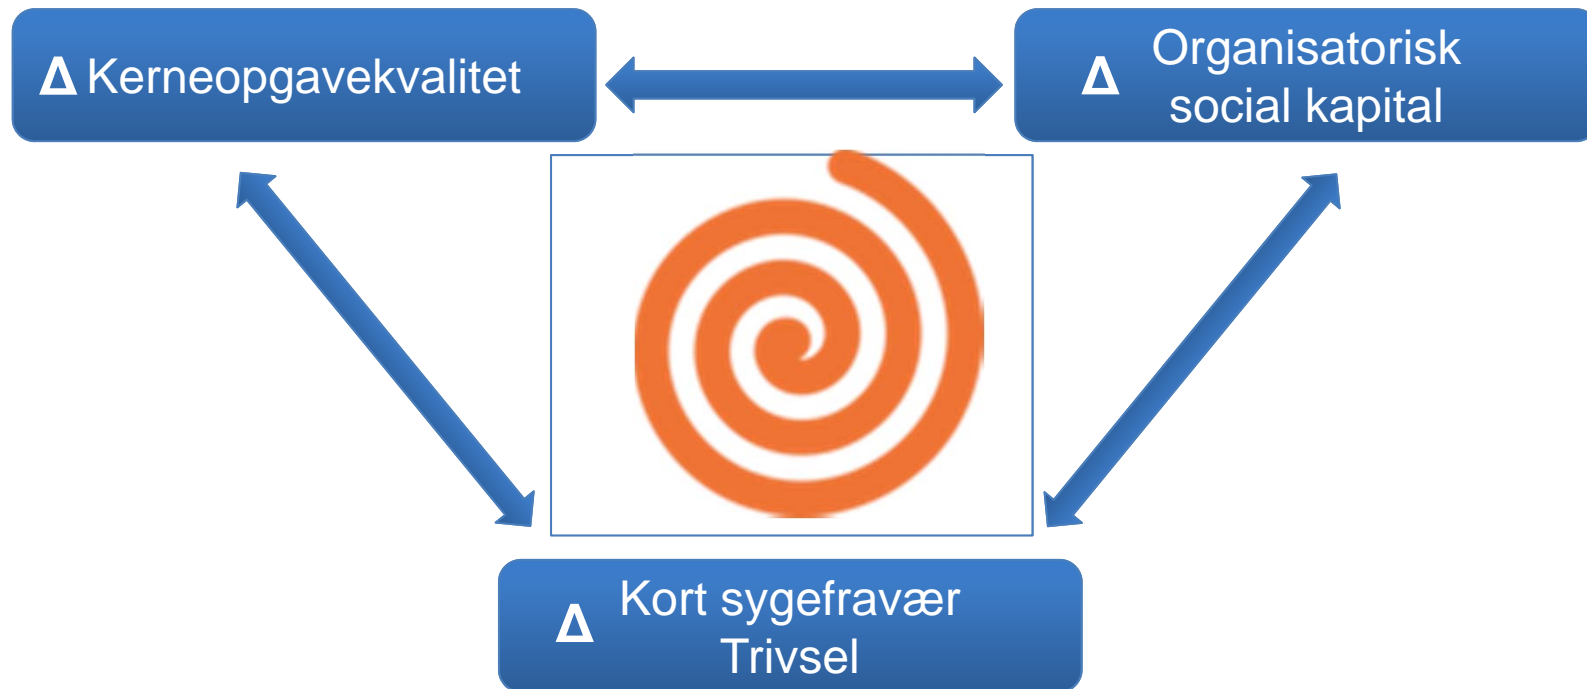 Δ Kerneopgavekvalitet
Δ Organisatorisk
social kapital
Δ Kort sygefravær
Trivsel